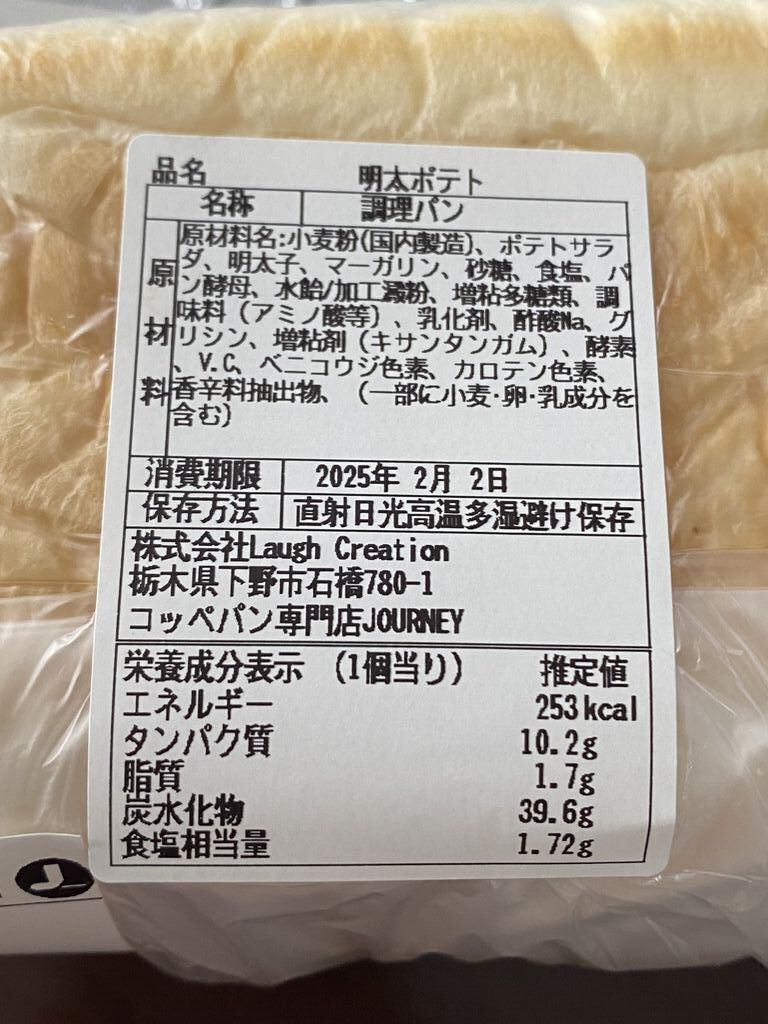 品名 明太ポテト
名称 調理パン
原材料
原材料名:小麦粉(国内製造)、ポテトサラ
ダ、明太子、マーガリン、砂糖、食塩、パ
ン酵母、水飴/加工澱粉、増粘多糖類、調
味料(アミノ酸等)、乳化剤、酢酸Na、グ
リシン、増粘剤(キサンタンガム)、酵素
、V.C、ベニコウジ色素、カロテン色素、
香辛料抽出物、(一部に小麦・卵・乳成分を
含む)
消費期限 2025年 2月 2日
保存方法 直射日光高温多湿避け保存
株式会社Laugh Creation
栃木県下野市石橋780-1
コッペパン専門店JOURNEY
栄養成分表示 (1個当り) 推定値
エネルギー 253kcal
タンパク質 10.2g
脂質 1.7g
炭水化物 39.6g
食塩相当量 1.72g